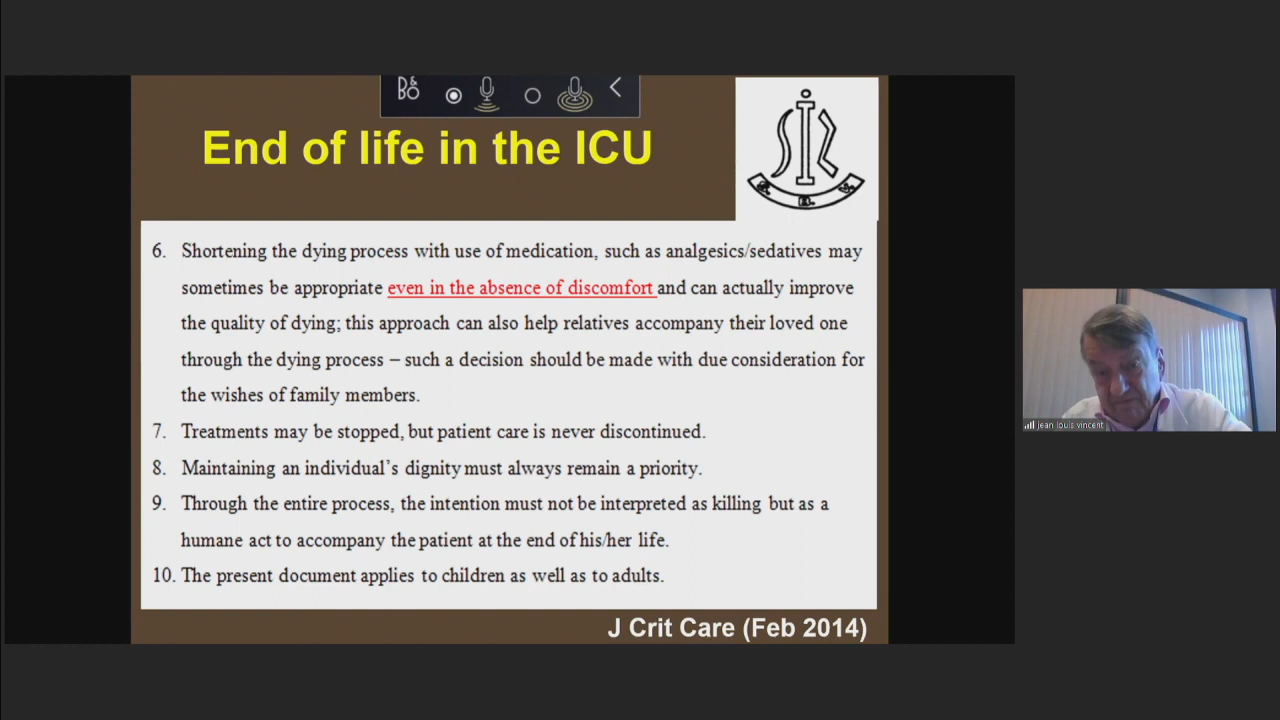 B&O
End of life in the ICU
S I Z
6. Shortening the dying process with use of medication, such as analgesics/sedatives may
sometimes be appropriate even in the absence of discomfort and can actually improve
the quality of dying; this approach can also help relatives accompany their loved one
through the dying process – such a decision should be made with due consideration for
the wishes of family members.
7. Treatments may be stopped, but patient care is never discontinued.
8. Maintaining an individual's dignity must always remain a priority.
9. Through the entire process, the intention must not be interpreted as killing but as a
humane act to accompany the patient at the end of his/her life.
10. The present document applies to children as well as to adults.
J Crit Care (Feb 2014)
jean louis vincent